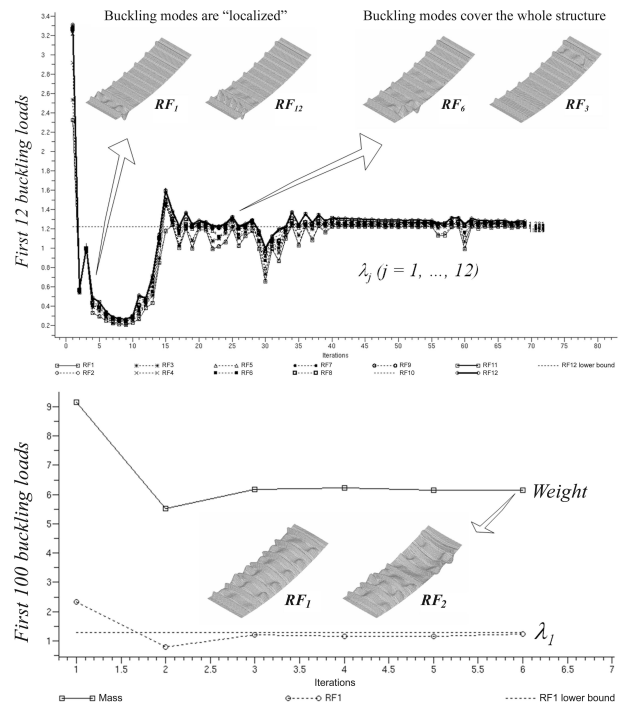 Buckling modes are “localized”
Buckling modes cover the whole structure
First 12 buckling loads
3.4
3.2
3
2.8
2.6
2.4
2.2
2
1.8
1.6
1.4
1.2
1
0.8
0.6
0.4
0.2
RF1
RF12
RF6
RF3
λj (j = 1, ..., 12)
0 5 10 15 20 25 30 35 40 45 50 55 60 65 70 75 80
Iterations
RF1 RF3 RF5 RF7 RF9 RF11 RF12 lower bound
RF2 RF4 RF6 RF8 RF10 RF12
First 100 buckling loads
9
8
7
6
5
4
3
2
1
Weight
RF1
RF2
λ1
1 1.5 2 2.5 3 3.5 4 4.5 5 5.5 6 6.5 7
Iterations
Mass RF1 RF1 lower bound